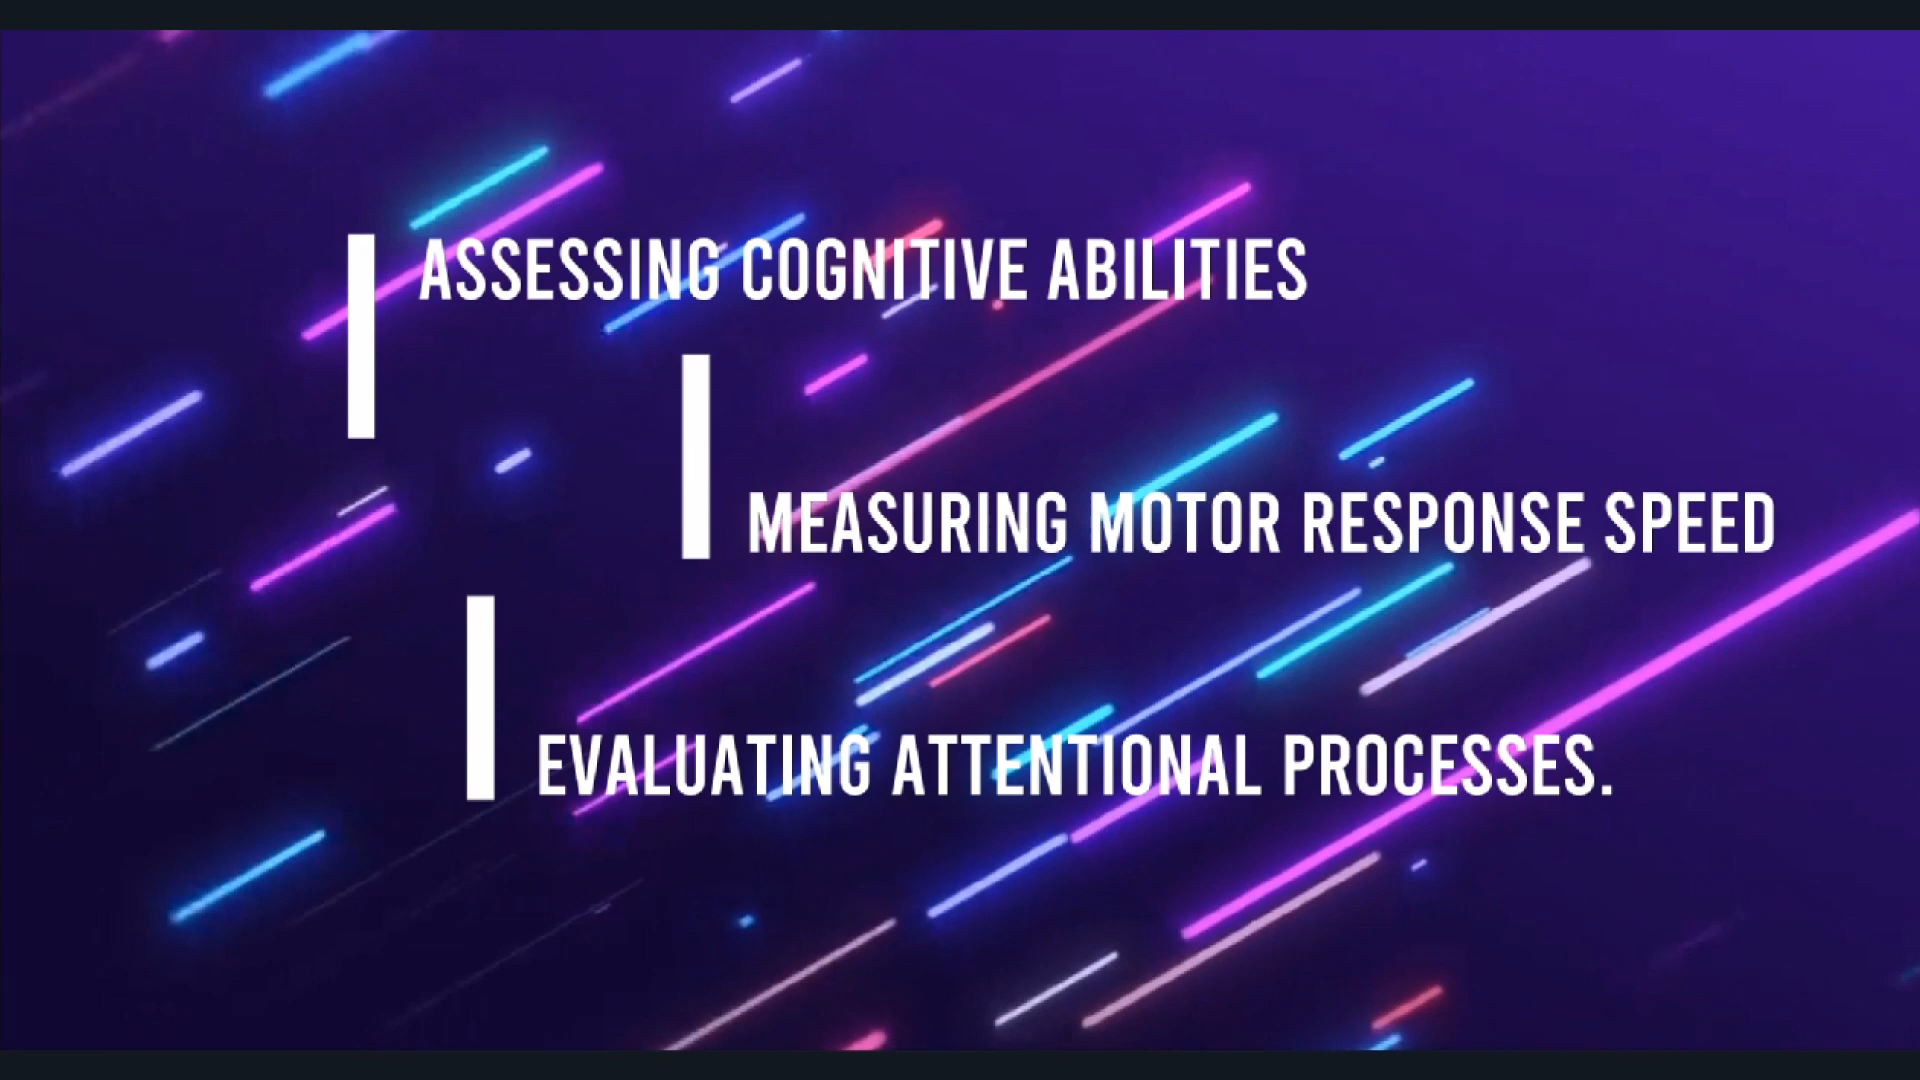 ASSESSING COGNITIVE ABILITIES
MEASURING MOTOR RESPONSE SPEED
EVALUATING ATTENTIONAL PROCESSES.